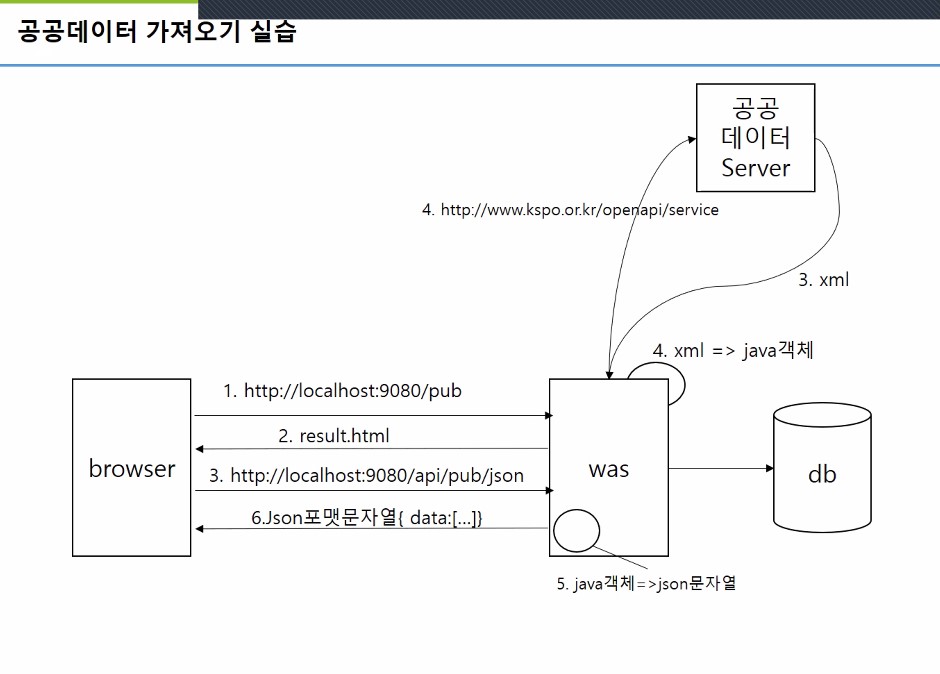 공공데이터 가져오기 실습
공공
데이터
Server
4. http://www.kspo.or.kr/openapi/service
3. xml
4. xml => java객체
1. http://localhost:9080/pub
2. result.html
browser
3. http://localhost:9080/api/pub/json
was
db
6.Json포맷문자열{ data:[...]}
5. java객체=>json문자열